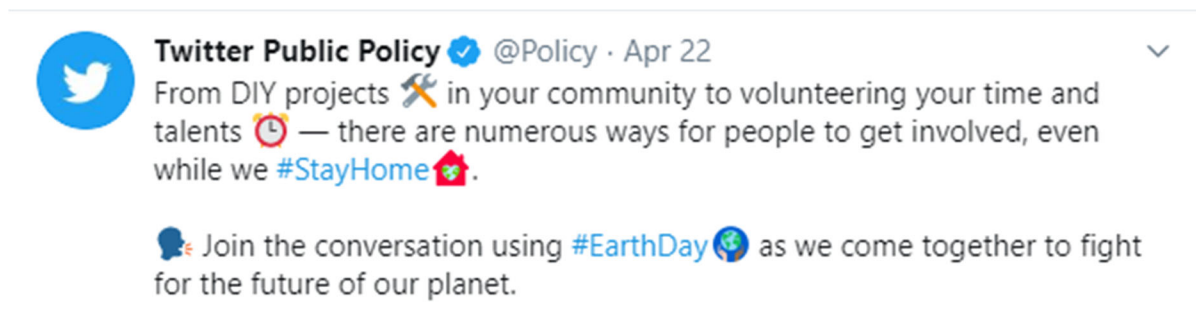 Twitter Public Policy @Policy · Apr 22
From DIY projects 🛠 in your community to volunteering your time and
talents ⏰ — there are numerous ways for people to get involved, even
while we #StayHome.
🗣 Join the conversation using #EarthDay as we come together to fight
for the future of our planet.